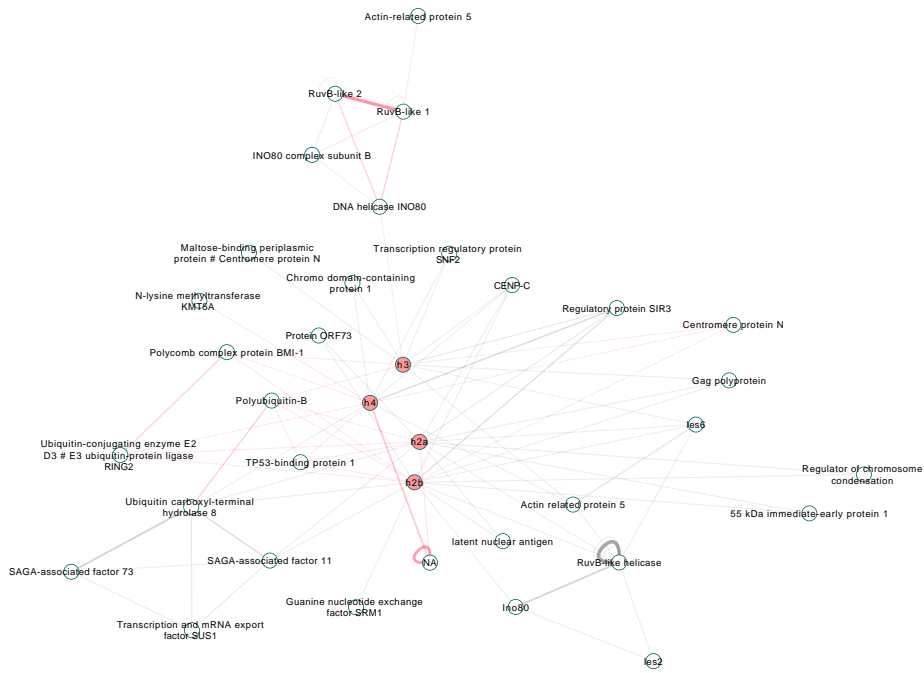 Actin-related protein 5
RuvB-like 2
RuvB-like 1
INO80 complex subunit B
DNA helicase INO80
Maltose-binding periplasmic
protein # Centromere protein N
Transcription regulatory protein
SNF2
Chromo domain-containing
protein 1
CENP-C
N-lysine methyltransferase
KMT5A
Regulatory protein SIR3
Centromere protein N
Protein ORF73
Polycomb complex protein BMI-1
h3
Gag polyprotein
Polyubiquitin-B
h4
Ies6
h2a
Ubiquitin-conjugating enzyme E2
D3 # E3 ubiquitin-protein ligase
RING2
TP53-binding protein 1
Regulator of chromosome
condensation
h2b
Ubiquitin carboxyl-terminal
hydrolase 8
Actin related protein 5
55 kDa immediate-early protein 1
latent nuclear antigen
SAGA-associated factor 73
SAGA-associated factor 11
NA
RuvB-like helicase
Guanine nucleotide exchange
factor SRM1
Ino80
Transcription and mRNA export
factor SUS1
Ies2